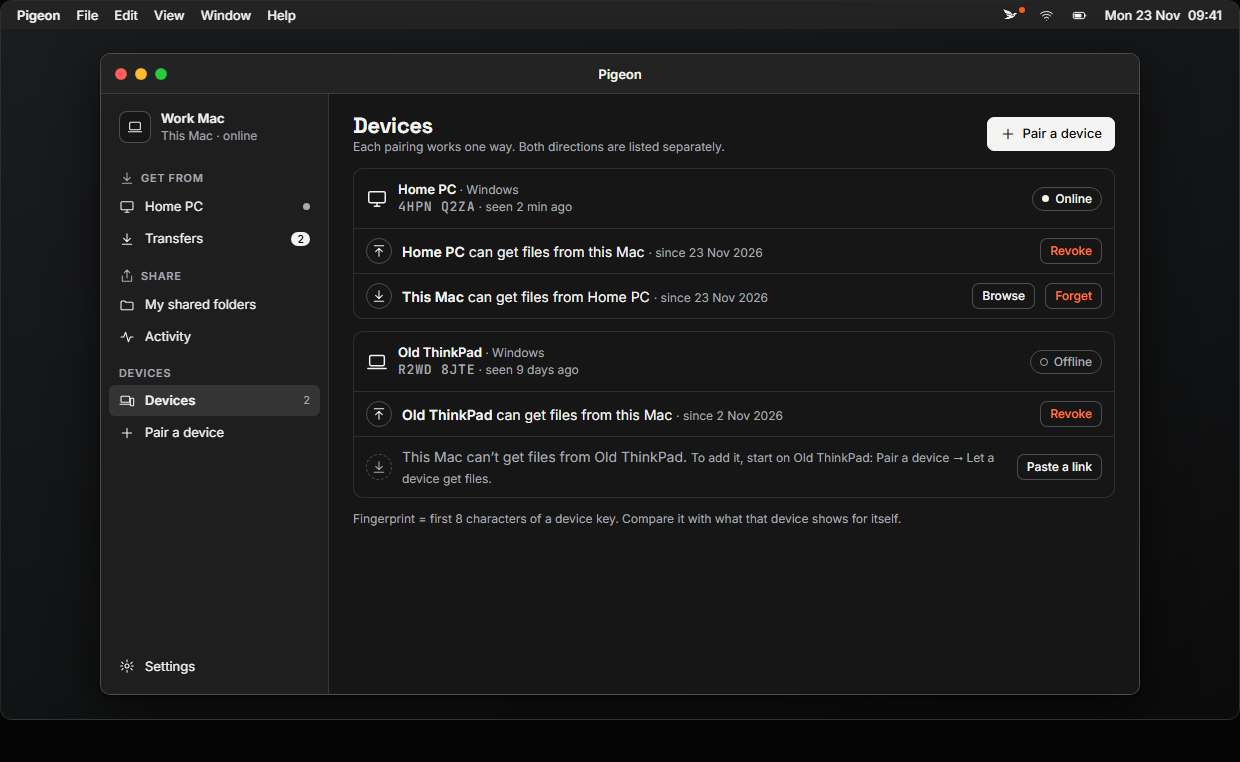 Pigeon File Edit View Window Help Mon 23 Nov 09:41
Pigeon
Work Mac
This Mac · online
GET FROM
Home PC
Transfers 2
SHARE
My shared folders
Activity
DEVICES
Devices 2
Pair a device
Settings
Devices
Each pairing works one way. Both directions are listed separately.
Pair a device
Home PC · Windows
4HPN Q2ZA · seen 2 min ago
Online
Home PC can get files from this Mac · since 23 Nov 2026
Revoke
This Mac can get files from Home PC · since 23 Nov 2026
Browse Forget
Old ThinkPad · Windows
R2WD 8JTE · seen 9 days ago
Offline
Old ThinkPad can get files from this Mac · since 2 Nov 2026
Revoke
This Mac can’t get files from Old ThinkPad. To add it, start on Old ThinkPad: Pair a device → Let a
device get files.
Paste a link
Fingerprint = first 8 characters of a device key. Compare it with what that device shows for itself.